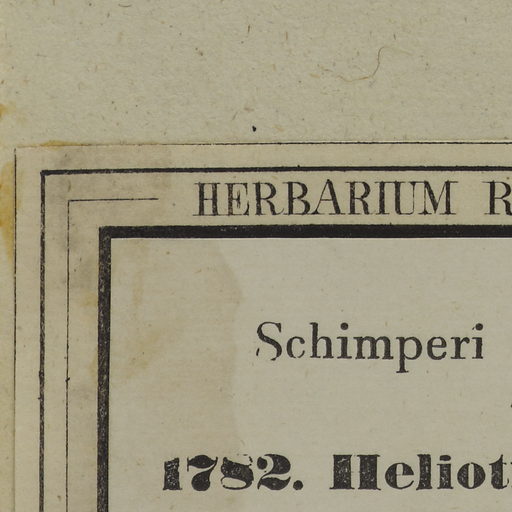 HERBARIUM R
Schimperi
1782. Heliot